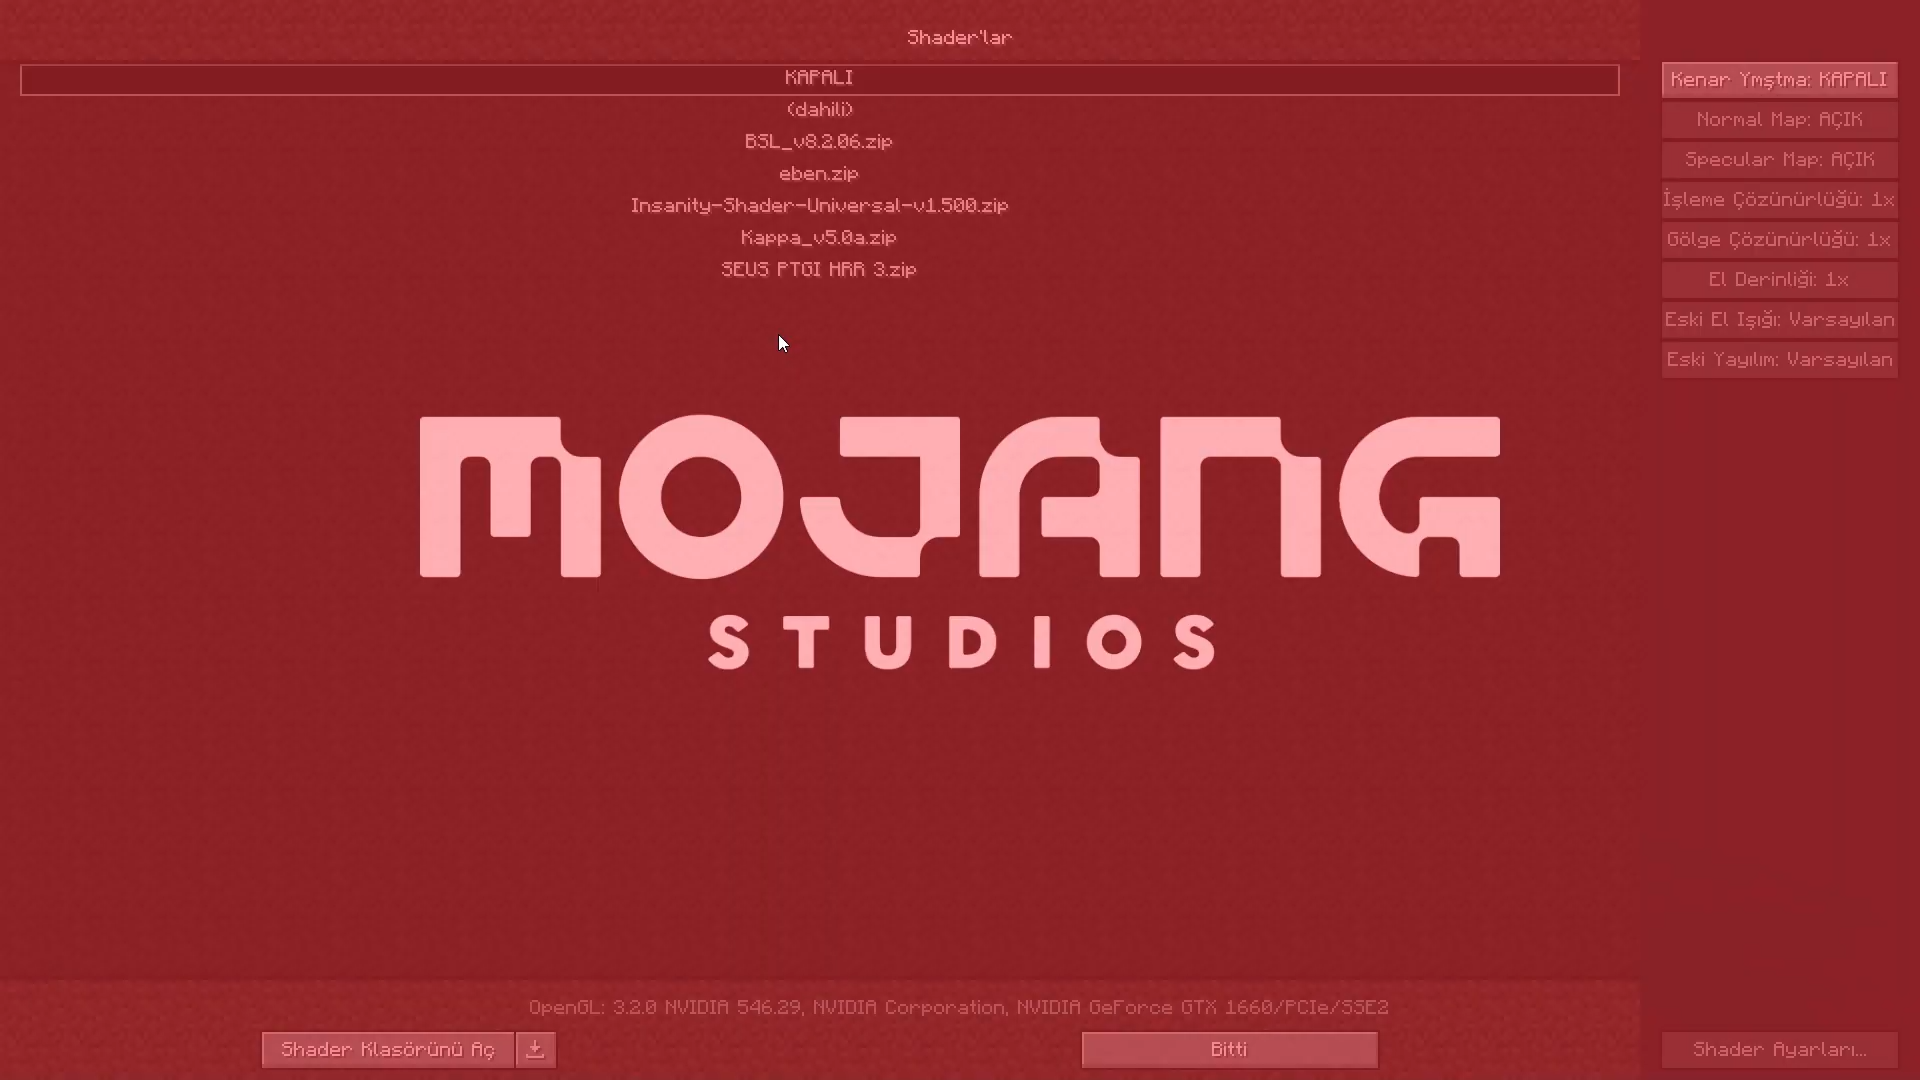 Shader'lar
KAPALI
(dahili)
BSL_v8.2.06.zip
eben.zip
Insanity-Shader-Universal-v1.500.zip
Kappa_v5.0a.zip
SEUS PTGI HRR 3.zip
Kenar Ymştma: KAPALI
Normal Map: AÇIK
Specular Map: AÇIK
İşleme Çözünürlüğü: 1x
Gölge Çözünürlüğü: 1x
El Derinliği: 1x
Eski El Işığı: Varsayılan
Eski Yayılım: Varsayılan
MOJANG
STUDIOS
OpenGL: 3.2.0 NVIDIA 546.29, NVIDIA Corporation, NVIDIA GeForce GTX 1660/PCIe/SSE2
Shader Klasörünü Aç
Bitti
Shader Ayarları...